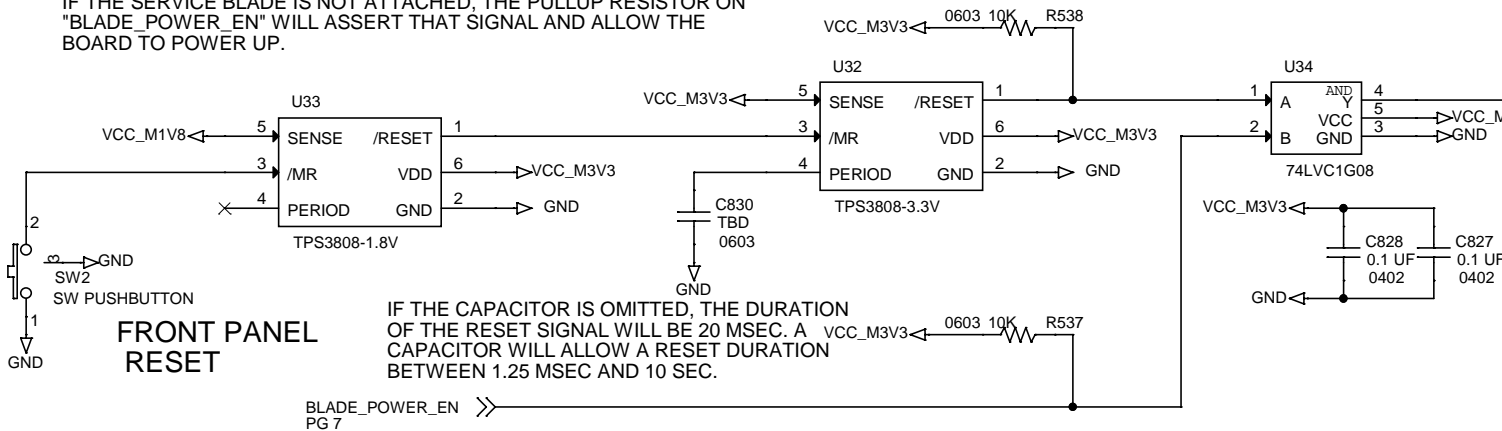 IF THE SERVICE BLADE IS NOT ATTACHED, THE PULLUP RESISTOR ON
"BLADE_POWER_EN" WILL ASSERT THAT SIGNAL AND ALLOW THE
BOARD TO POWER UP.
0603 10K R538
VCC_M3V3
U33
U32
U34
VCC_M1V8
5 SENSE /RESET 1
3 /MR VDD 6
4 PERIOD GND 2
VCC_M3V3
GND
TPS3808-1.8V
VCC_M3V3
5 SENSE /RESET 1
3 /MR VDD 6
4 PERIOD GND 2
VCC_M3V3
GND
TPS3808-3.3V
1 A AND Y 4
VCC 5
2 B GND 3
VCC_M
GND
74LVC1G08
C830
TBD
0603
GND
VCC_M3V3
C828
0.1 UF
0402
C827
0.1 UF
0402
GND
2
3
GND
SW2
SW PUSHBUTTON
1
GND
FRONT PANEL
RESET
IF THE CAPACITOR IS OMITTED, THE DURATION
OF THE RESET SIGNAL WILL BE 20 MSEC. A
CAPACITOR WILL ALLOW A RESET DURATION
BETWEEN 1.25 MSEC AND 10 SEC.
VCC_M3V3
0603 10K R537
BLADE_POWER_EN
PG 7